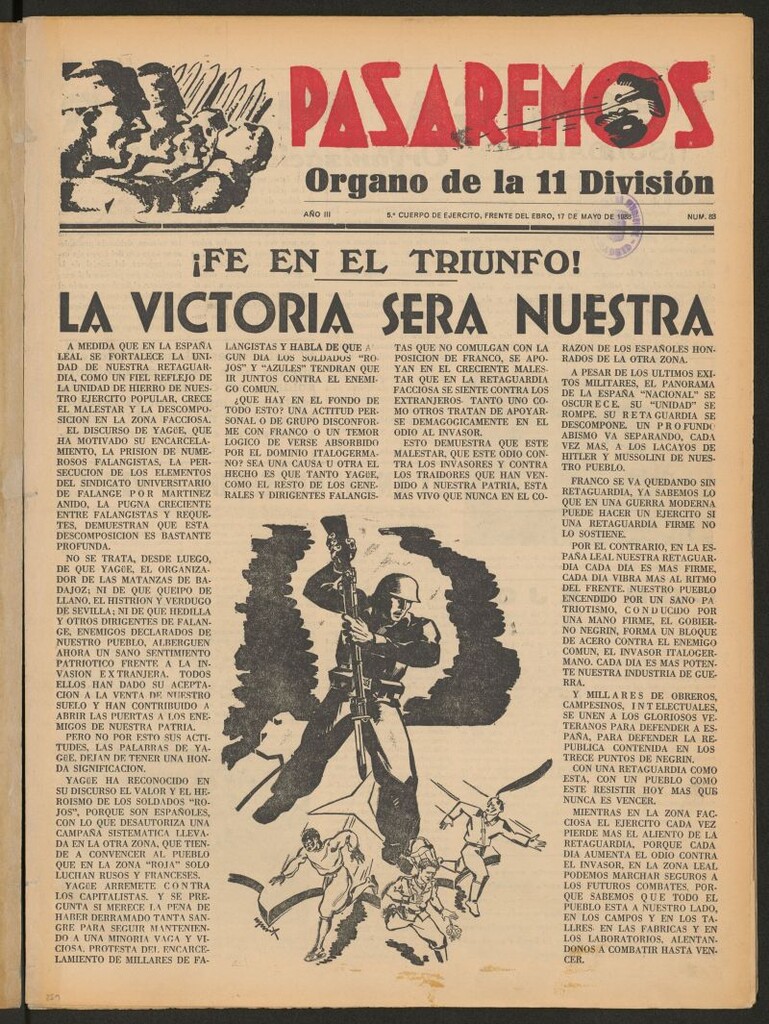 PASAREMOS
Organo de la 11 División
AÑO III
5.º CUERPO DE EJERCITO, FRENTE DEL EBRO, 17 DE MAYO DE 1938
NUM. 83
¡FE EN EL TRIUNFO!
LA VICTORIA SERA NUESTRA
A MEDIDA QUE EN LA ESPAÑA
LEAL SE FORTALECE LA UNI-
DAD DE NUESTRA RETAGUAR-
DIA, COMO UN FIEL REFLEJO DE
LA UNIDAD DE HIERRO DE NUES-
TRO EJERCITO POPULAR, CRECE
EL MALESTAR Y LA DESCOMPO-
SICION EN LA ZONA FACCIOSA.
EL DISCURSO DE YAGÜE, QUE
HA MOTIVADO SU ENCARCELA-
MIENTO, LA PRISION DE NUME-
ROSOS FALANGISTAS, LA PER-
SECUCION DE LOS ELEMENTOS
DEL SINDICATO UNIVERSITARIO
DE FALANGE POR MARTINEZ
ANIDO, LA PUGNA CRECIENTE
ENTRE FALANGISTAS Y REQUE-
TES, DEMUESTRAN QUE ESTA
DESCOMPOSICION ES BASTANTE
PROFUNDA.
NO SE TRATA, DESDE LUEGO,
DE QUE YAGÜE, EL ORGANIZA-
DOR DE LAS MATANZAS DE BA-
DAJOZ; NI DE QUE QUEIPO DE
LLANO, EL HISTRION Y VERDUGO
DE SEVILLA; NI DE QUE HEDILLA
Y OTROS DIRIGENTES DE FALAN-
GE, ENEMIGOS DECLARADOS DE
NUESTRO PUEBLO, ALBERGUEN
AHORA UN SANO SENTIMIENTO
PATRIOTICO FRENTE A LA IN-
VASION EXTRANJERA. TODOS
ELLOS HAN DADO SU ACEPTA-
CION A LA VENTA DE NUESTRO
SUELO Y HAN CONTRIBUIDO A
ABRIR LAS PUERTAS A LOS ENE-
MIGOS DE NUESTRA PATRIA.
PERO NO POR ESTO SUS ACTI-
TUDES, LAS PALABRAS DE YA-
GÜE, DEJAN DE TENER UNA HON-
DA SIGNIFICACION.
YAGÜE HA RECONOCIDO EN
SU DISCURSO EL VALOR Y EL HE-
ROISMO DE LOS SOLDADOS "RO-
JOS", PORQUE SON ESPAÑOLES,
CON LO QUE DESAUTORIZA UNA
CAMPAÑA SISTEMATICA LLEVA-
DA EN LA OTRA ZONA, QUE TIEN-
DE A CONVENCER AL PUEBLO
QUE EN LA ZONA "ROJA" SOLO
LUCHAN RUSOS Y FRANCESES.
YAGÜE ARREMETE CONTRA
LOS CAPITALISTAS. Y SE PRE-
GUNTA SI MERECE LA PENA DE
HABER DERRAMADO TANTA SAN-
GRE PARA SEGUIR MANTENIEN-
DO A UNA MINORIA VAGA Y VI-
CIOSA. PROTESTA DEL ENCARCE-
LAMIENTO DE MILLARES DE FA-
LANGISTAS Y HABLA DE QUE A
GUN DIA LOS SOLDADOS "RO-
JOS" Y "AZULES" TENDRAN QUE
IR JUNTOS CONTRA EL ENEMI-
GO COMUN.
¿QUE HAY EN EL FONDO DE
TODO ESTO? UNA ACTITUD PER-
SONAL O DE GRUPO DISCONFOR-
ME CON FRANCO O UN TEMOR
LOGICO DE VERSE ABSORBIDO
POR EL DOMINIO ITALOGERMA-
NO? SEA UNA CAUSA U OTRA EL
HECHO ES QUE TANTO YAGÜE,
COMO EL RESTO DE LOS GENE-
RALES Y DIRIGENTES FALANGIS-
TAS QUE NO COMULGAN CON LA
POSICION DE FRANCO, SE APO-
YAN EN EL CRECIENTE MALES-
TAR QUE EN LA RETAGUARDIA
FACCIOSA SE SIENTE CONTRA LOS
EXTRANJEROS. TANTO UNO CO-
MO OTROS TRATAN DE APOYAR-
SE DEMAGOGICAMENTE EN EL
ODIO AL INVASOR.
ESTO DEMUESTRA QUE ESTE
MALESTAR, QUE ESTE ODIO CON-
TRA LOS INVASORES Y CONTRA
LOS TRAIDORES QUE HAN VEN-
DIDO A NUESTRA PATRIA, ESTA
MAS VIVO QUE NUNCA EN EL CO-
RAZON DE LOS ESPAÑOLES HON-
RADOS DE LA OTRA ZONA.
A PESAR DE LOS ULTIMOS EXI-
TOS MILITARES, EL PANORAMA
DE LA ESPAÑA "NACIONAL" SE
OSCURECE. SU "UNIDAD" SE
ROMPE. SU RETAGUARDIA SE
DESCOMPONE. UN PROFUNDO
ABISMO VA SEPARANDO, CADA
VEZ MAS, A LOS LACAYOS DE
HITLER Y MUSSOLINI DE NUES-
TRO PUEBLO.
FRANCO SE VA QUEDANDO SIN
RETAGUARDIA, YA SABEMOS LO
QUE EN UNA GUERRA MODERNA
PUEDE HACER UN EJERCITO SI
UNA RETAGUARDIA FIRME NO
LO SOSTIENE.
POR EL CONTRARIO, EN LA ES-
PAÑA LEAL NUESTRA RETAGUAR-
DIA CADA DIA ES MAS FIRME,
CADA DIA VIBRA MAS AL RITMO
DEL FRENTE. NUESTRO PUEBLO
ENCENDIDO POR UN SANO PA-
TRIOTISMO, CONDUCIDO POR
UNA MANO FIRME, EL GOBIER-
NO NEGRIN, FORMA UN BLOQUE
DE ACERO CONTRA EL ENEMIGO
COMUN, EL INVASOR ITALOGER-
MANO. CADA DIA ES MAS POTEN-
TE NUESTRA INDUSTRIA DE GUE-
RRA.
Y MILLARES DE OBREROS,
CAMPESINOS, INTELECTUALES,
SE UNEN A LOS GLORIOSOS VE-
TERANOS PARA DEFENDER A ES-
PAÑA, PARA DEFENDER LA RE-
PUBLICA CONTENIDA EN LOS
TRECE PUNTOS DE NEGRIN.
CON UNA RETAGUARDIA COMO
ESTA, CON UN PUEBLO COMO
ESTE RESISTIR HOY MAS QUE
NUNCA ES VENCER.
MIENTRAS EN LA ZONA FAC-
CIOSA EL EJERCITO CADA VEZ
PIERDE MAS EL ALIENTO DE LA
RETAGUARDIA, PORQUE CADA
DIA AUMENTA EL ODIO CONTRA
EL INVASOR, EN LA ZONA LEAL
PODEMOS MARCHAR SEGUROS A
LOS FUTUROS COMBATES, POR-
QUE SABEMOS QUE TODO EL
PUEBLO ESTA A NUESTRO LADO,
EN LOS CAMPOS Y EN LOS TA-
LLRES. EN LAS FABRICAS Y EN
LOS LABORATORIOS. ALENTAN-
DONOS A COMBATIR HASTA VEN-
CER.